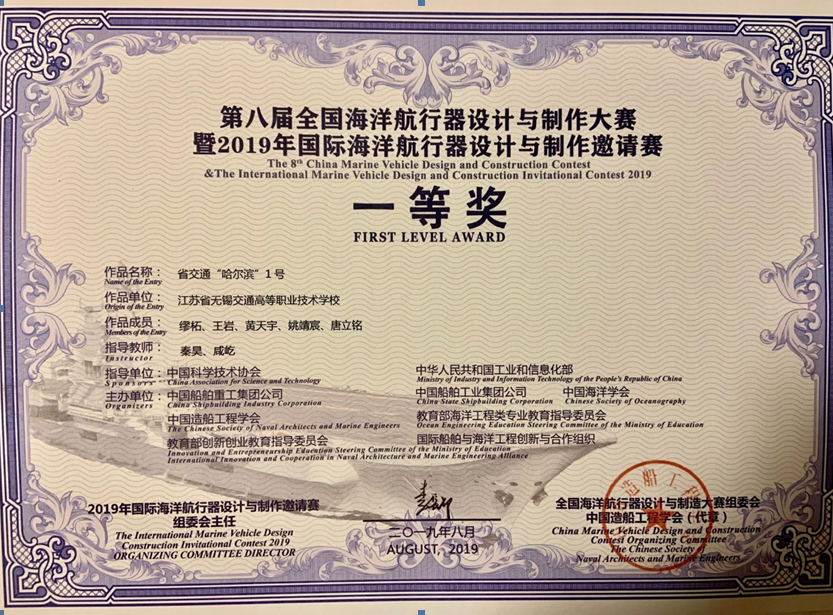 第八届全国海洋航行器设计与制作大赛
暨2019年国际海洋航行器设计与制作邀请赛
The 8th China Marine Vehicle Design and Construction Contest
&The International Marine Vehicle Design and Construction Invitational Contest 2019
一等奖
FIRST LEVEL AWARD
作品名称： 省交通“哈尔滨”1号
Name of the Entry
作品单位： 江苏省无锡交通高等职业技术学校
Origin of the Entry
作品成员： 缪柘、王岩、黄天宇、姚靖宸、唐立铭
Members of the Entry
指导教师： 秦昊、咸屹
Instructor
指导单位： 中国科学技术协会 中华人民共和国工业和信息化部
Sponsors China Association for Science and Technology Ministry of Industry and Information Technology of the People's Republic of China
主办单位： 中国船舶重工集团公司 中国船舶工业集团公司 中国海洋学会
Organizers China Shipbuilding Industry Corporation China State Shipbuilding Corporation Chinese Society of Oceanography
中国造船工程学会 教育部海洋工程类专业教育指导委员会
The Chinese Society of Naval Architects and Marine Engineers Ocean Engineering Education Steering Committee of the Ministry of Education
教育部创新创业教育指导委员会 国际船舶与海洋工程创新与合作组织
Innovation and Entrepreneurship Education Steering Committee of the Ministry of Education
International Innovation and Cooperation in Naval Architecture and Marine Engineering Alliance
2019年国际海洋航行器设计与制作邀请赛
组委会主任
The International Marine Vehicle Design
Construction Invitational Contest 2019
ORGANIZING COMMITTEE DIRECTOR
二〇一九年八月
AUGUST, 2019
造船工程
全国海洋航行器设计与制造大赛组委会
中国造船工程学会（代章）
China Marine Vehicle Design and Construction
Contest Organizing Committee
The Chinese Society
Naval Architects and Marine Engineers